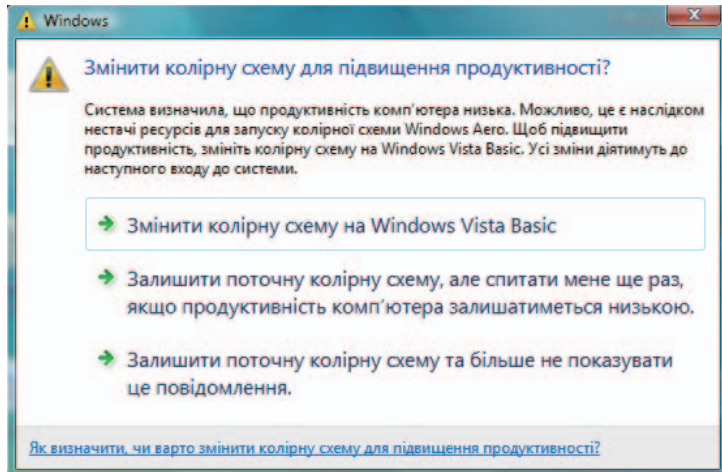 Windows
Змінити колірну схему для підвищення продуктивності?
Система визначила, що продуктивність комп'ютера низька. Можливо, це є наслідком
нестачі ресурсів для запуску колірної схеми Windows Aero. Щоб підвищити
продуктивність, змініть колірну схему на Windows Vista Basic. Усі зміни діятимуть до
наступного входу до системи.
Змінити колірну схему на Windows Vista Basic
Залишити поточну колірну схему, але спитати мене ще раз,
якщо продуктивність комп'ютера залишатиметься низькою.
Залишити поточну колірну схему та більше не показувати
це повідомлення.
Як визначити, чи варто змінити колірну схему для підвищення продуктивності?